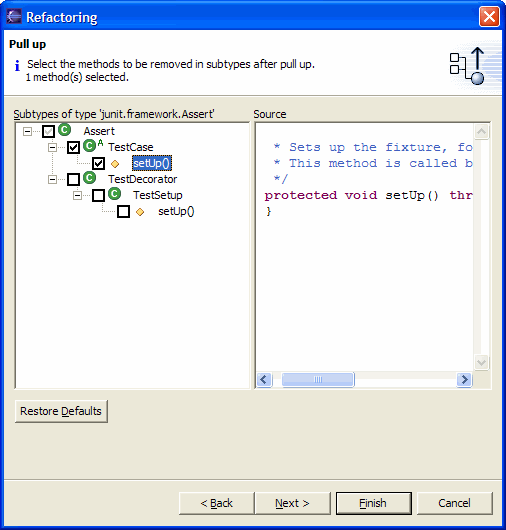 Refactoring
Pull up
i Select the methods to be removed in subtypes after pull up.
1 method(s) selected.
Subtypes of type 'junit.framework.Assert'
Source
C Assert
C A TestCase
setUp()
C TestDecorator
C TestSetup
setUp()
* Sets up the fixture, fo
* This method is called b
*/
protected void setUp() thr
}
Restore Defaults
< Back
Next >
Finish
Cancel